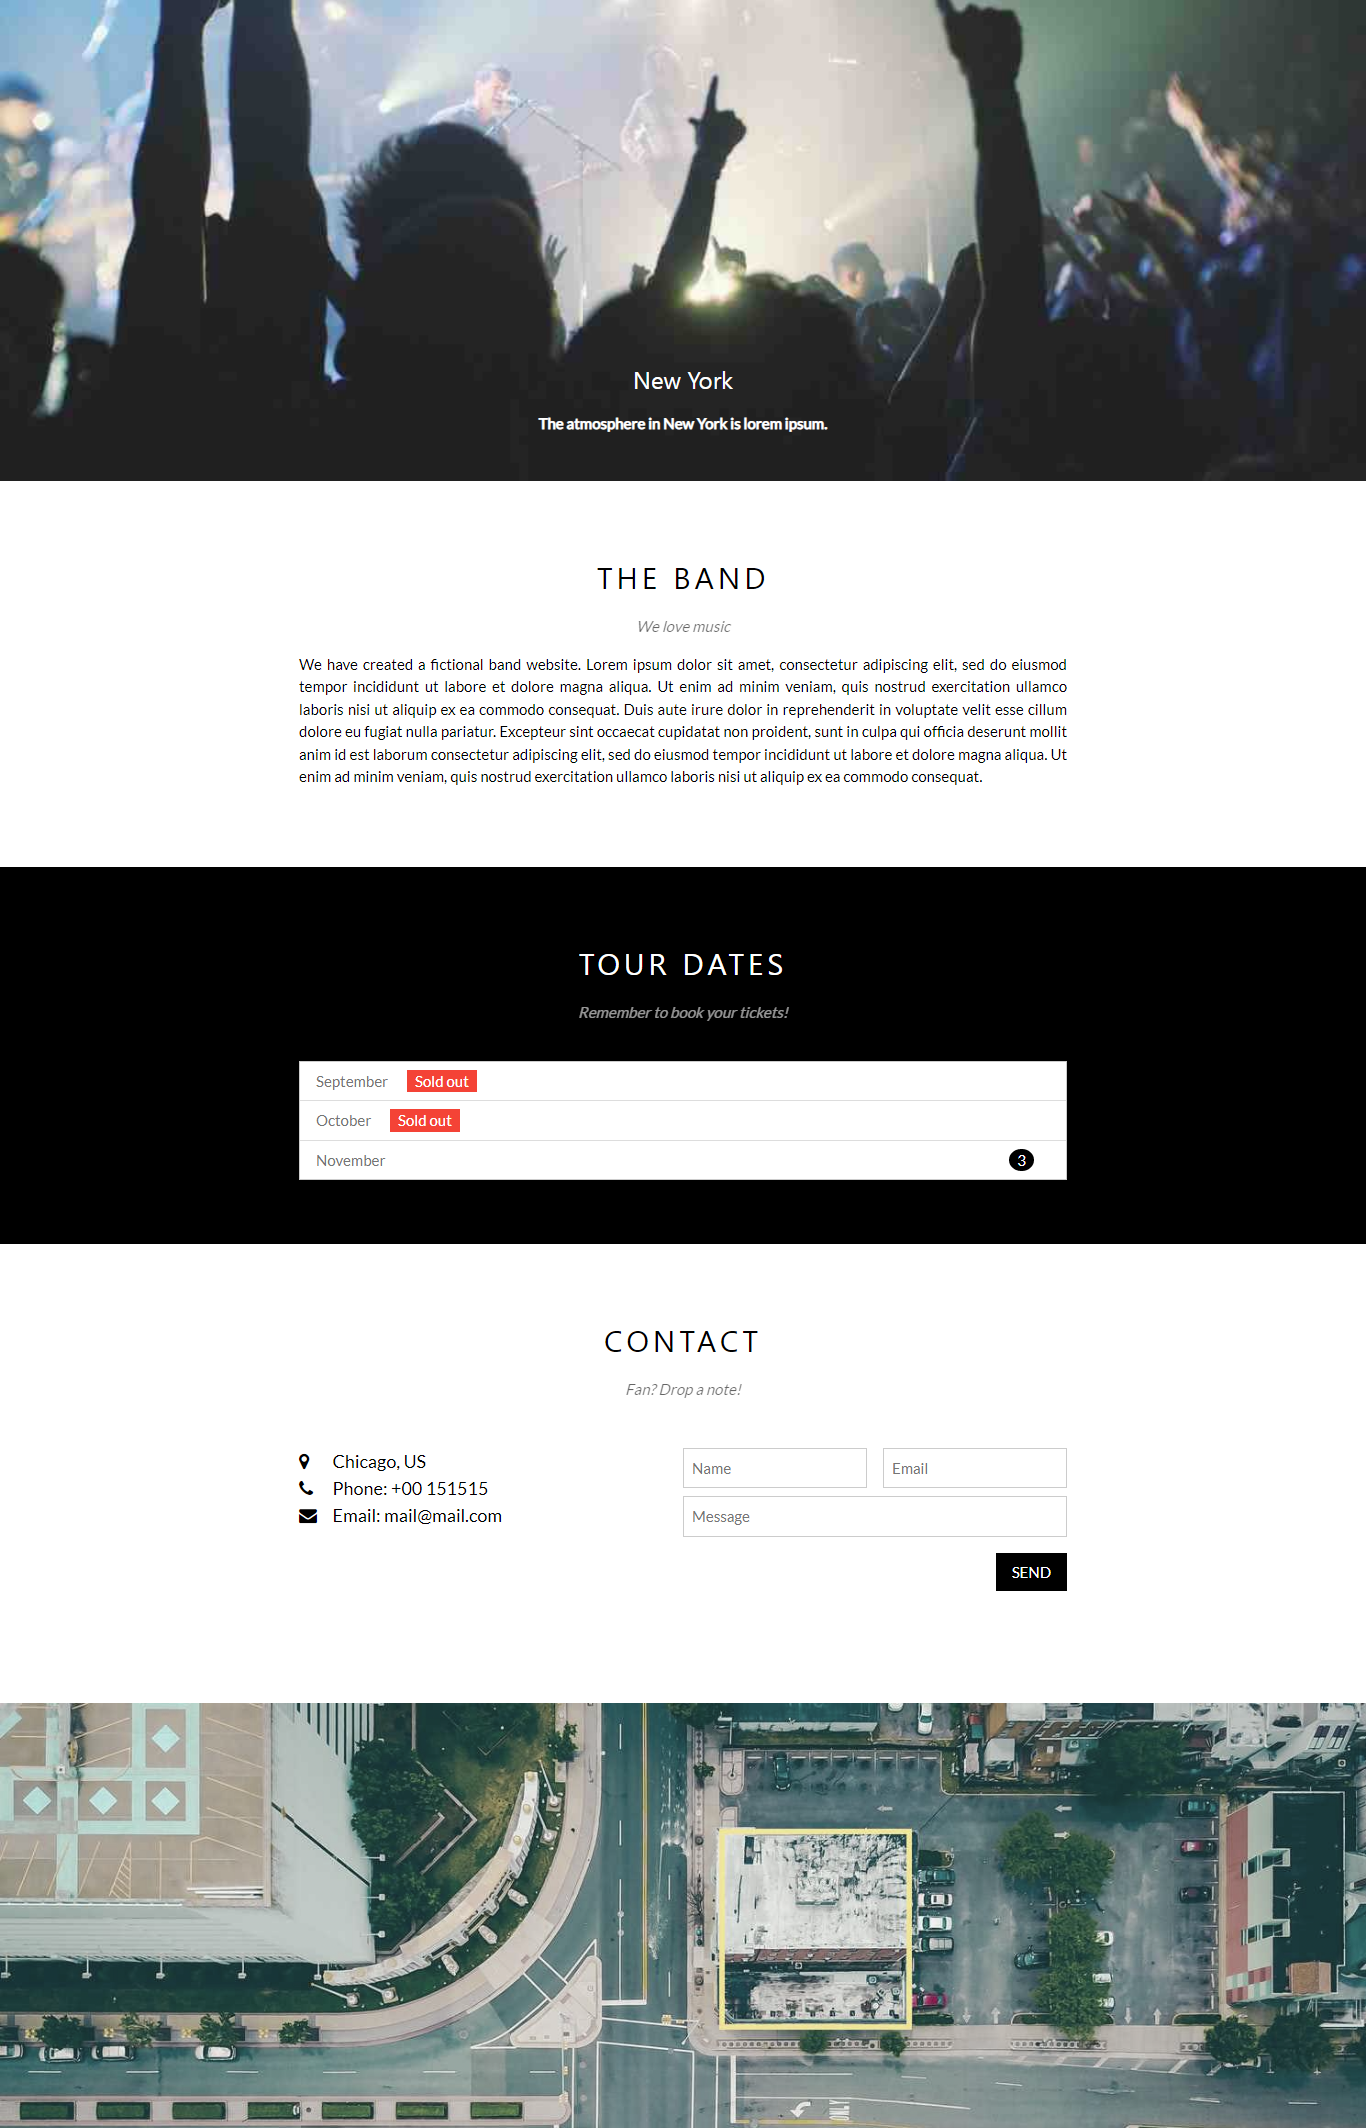 New York
The atmosphere in New York is lorem ipsum.
THE BAND
We love music
We have created a fictional band website. Lorem ipsum dolor sit amet, consectetur adipiscing elit, sed do eiusmod
tempor incididunt ut labore et dolore magna aliqua. Ut enim ad minim veniam, quis nostrud exercitation ullamco
laboris nisi ut aliquip ex ea commodo consequat. Duis aute irure dolor in reprehenderit in voluptate velit esse cillum
dolore eu fugiat nulla pariatur. Excepteur sint occaecat cupidatat non proident, sunt in culpa qui officia deserunt mollit
anim id est laborum consectetur adipiscing elit, sed do eiusmod tempor incididunt ut labore et dolore magna aliqua. Ut
enim ad minim veniam, quis nostrud exercitation ullamco laboris nisi ut aliquip ex ea commodo consequat.
TOUR DATES
Remember to book your tickets!
September Sold out
October Sold out
November 3
CONTACT
Fan? Drop a note!
Chicago, US
Phone: +00 151515
Email: mail@mail.com
Name Email
Message
SEND
ONLY